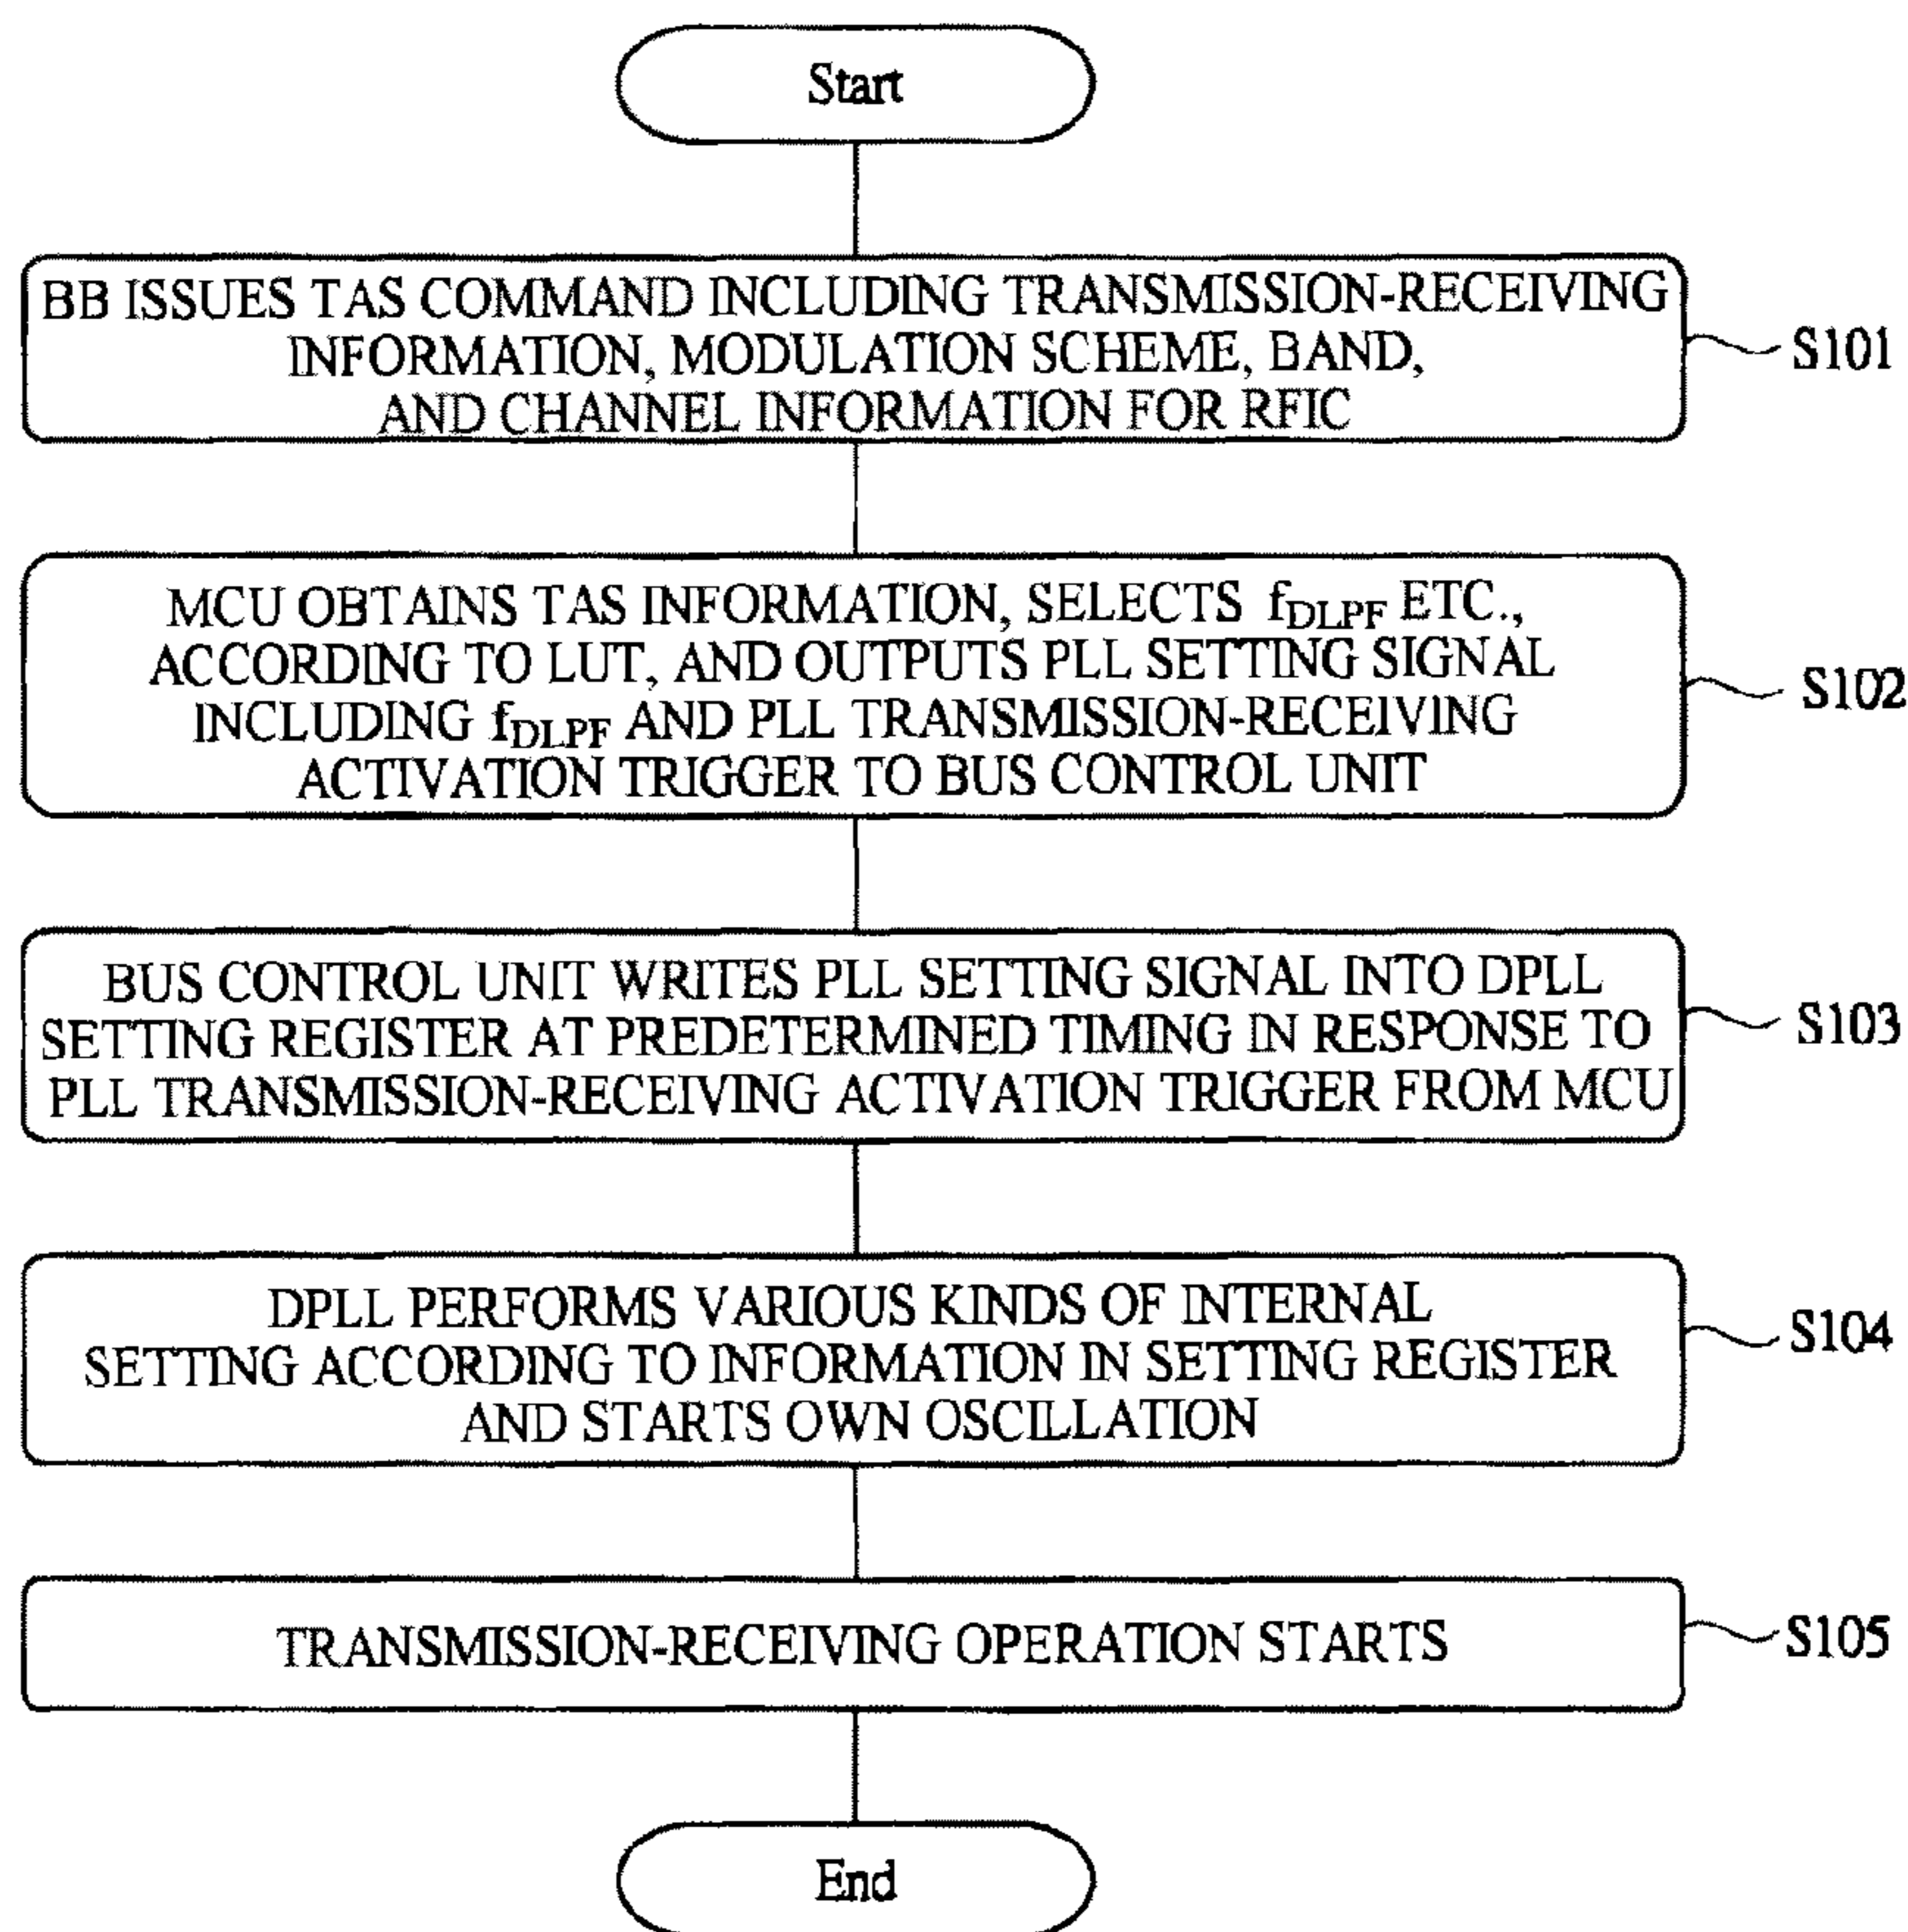 Start
BB ISSUES TAS COMMAND INCLUDING TRANSMISSION-RECEIVING
INFORMATION, MODULATION SCHEME, BAND,
AND CHANNEL INFORMATION FOR RFIC
S101
MCU OBTAINS TAS INFORMATION, SELECTS fDLPF ETC.,
ACCORDING TO LUT, AND OUTPUTS PLL SETTING SIGNAL
INCLUDING fDLPF AND PLL TRANSMISSION-RECEIVING
ACTIVATION TRIGGER TO BUS CONTROL UNIT
S102
BUS CONTROL UNIT WRITES PLL SETTING SIGNAL INTO DPLL
SETTING REGISTER AT PREDETERMINED TIMING IN RESPONSE TO
PLL TRANSMISSION-RECEIVING ACTIVATION TRIGGER FROM MCU
S103
DPLL PERFORMS VARIOUS KINDS OF INTERNAL
SETTING ACCORDING TO INFORMATION IN SETTING REGISTER
AND STARTS OWN OSCILLATION
S104
TRANSMISSION-RECEIVING OPERATION STARTS
S105
End